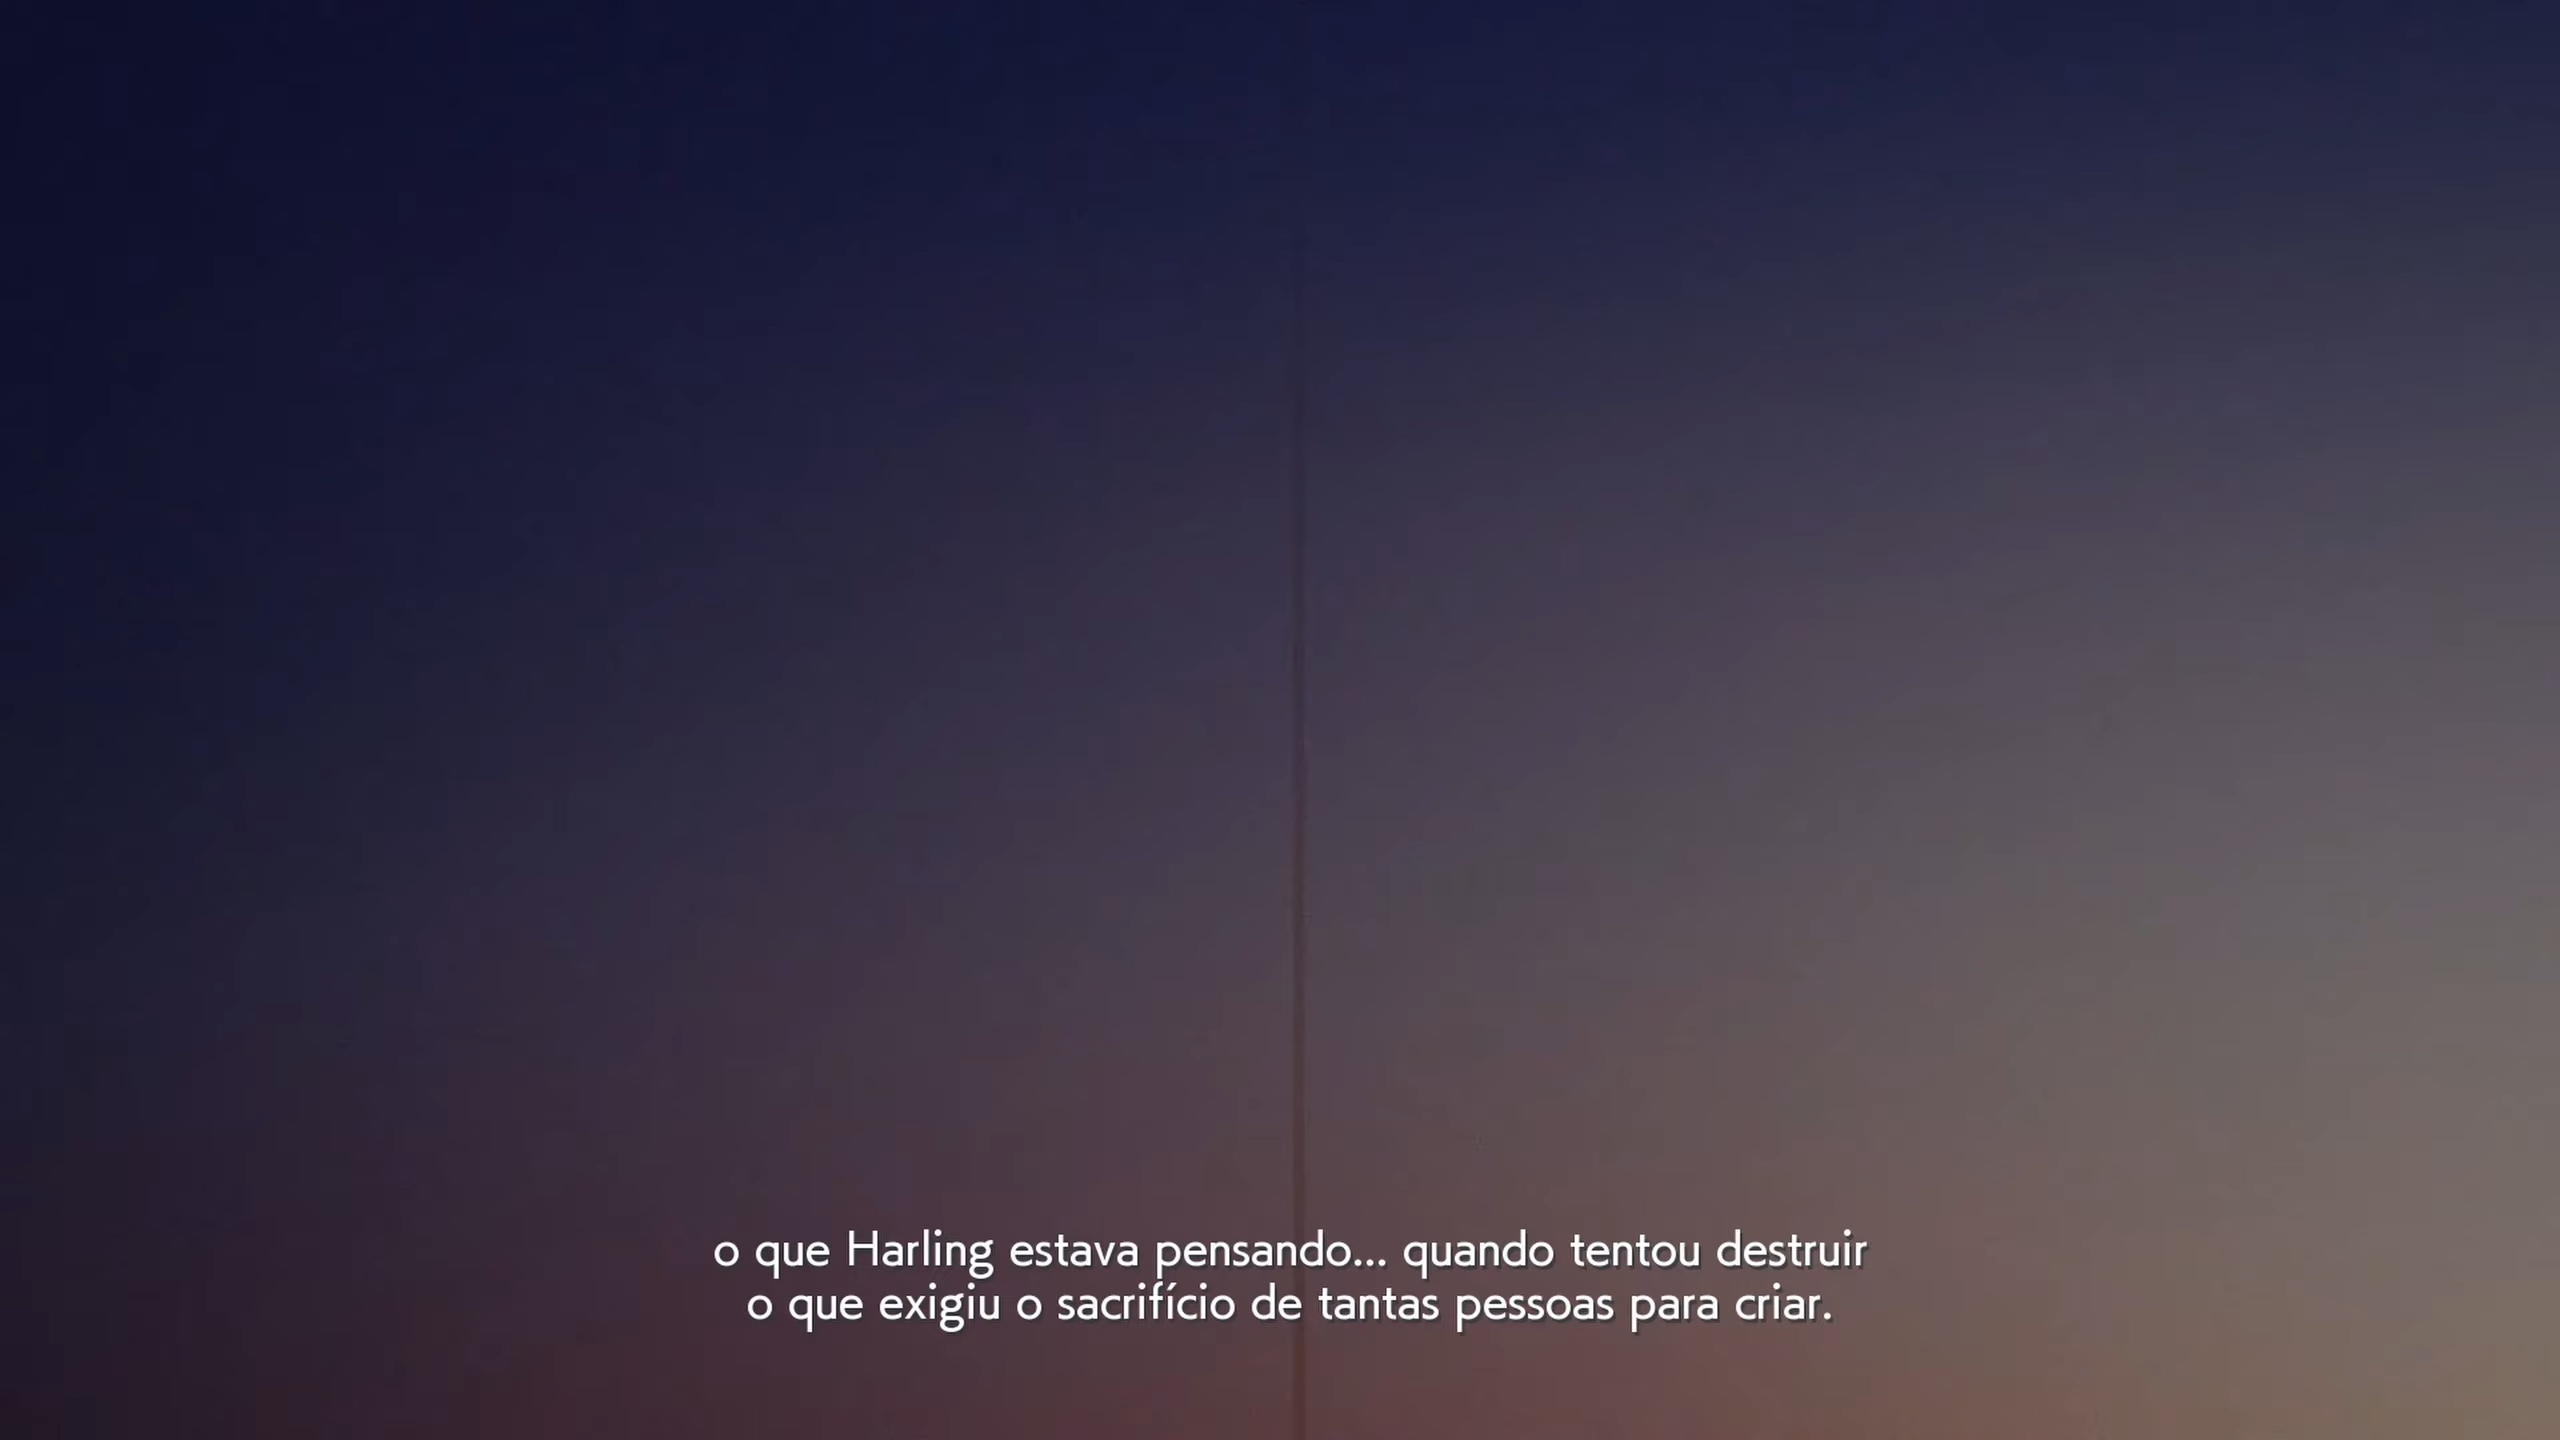 o que Harling estava pensando... quando tentou destruir
o que exigiu o sacrifício de tantas pessoas para criar.